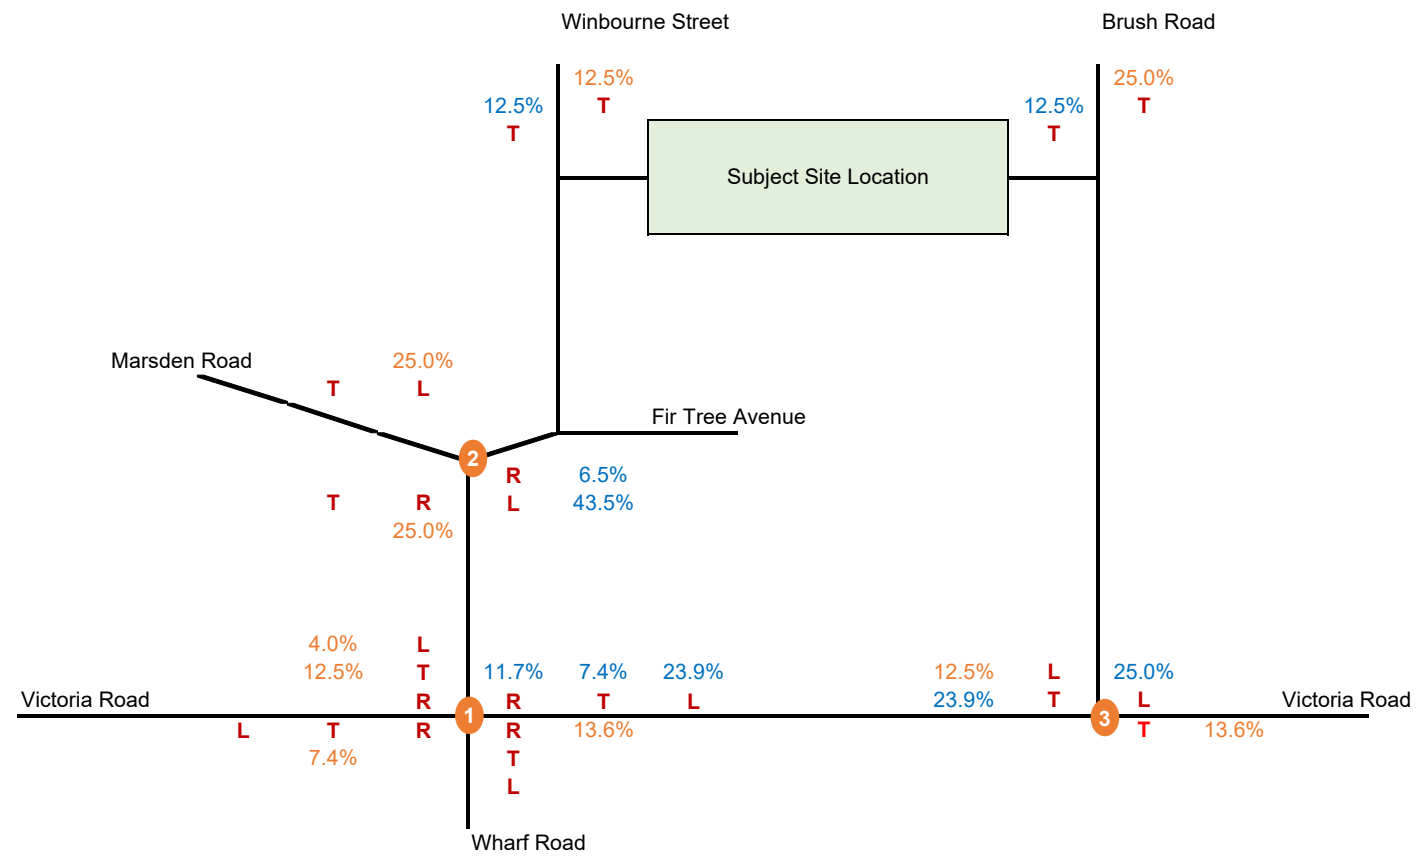 Winbourne Street Brush Road
12.5% 25.0%
12.5% T 12.5% T
T T
Subject Site Location
Marsden Road 25.0%
T L
Fir Tree Avenue
2
R 6.5%
T R L 43.5%
25.0%
4.0% L
12.5% T 11.7% 7.4% 23.9% 12.5% L 25.0%
Victoria Road R R T L 23.9% T L Victoria Road
1 3
L T R R 13.6% T 13.6%
7.4% T
L
Wharf Road